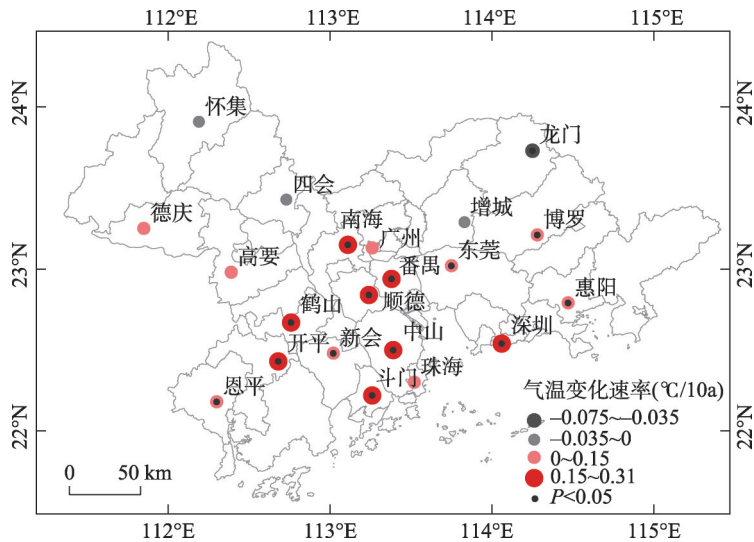 112°E 113°E 114°E 115°E
24°N 24°N
怀集
龙门
四会
德庆
增城
南海
博罗
广州
23°N 23°N
高要
番禺
东莞
惠阳
鹤山
顺德
开平
新会
中山
深圳
恩平
斗门
珠海
22°N 22°N
气温变化速率(℃/10a)
–0.075~–0.035
–0.035~0
0~0.15
0.15~0.31
P<0.05
0 50 km
112°E 113°E 114°E 115°E